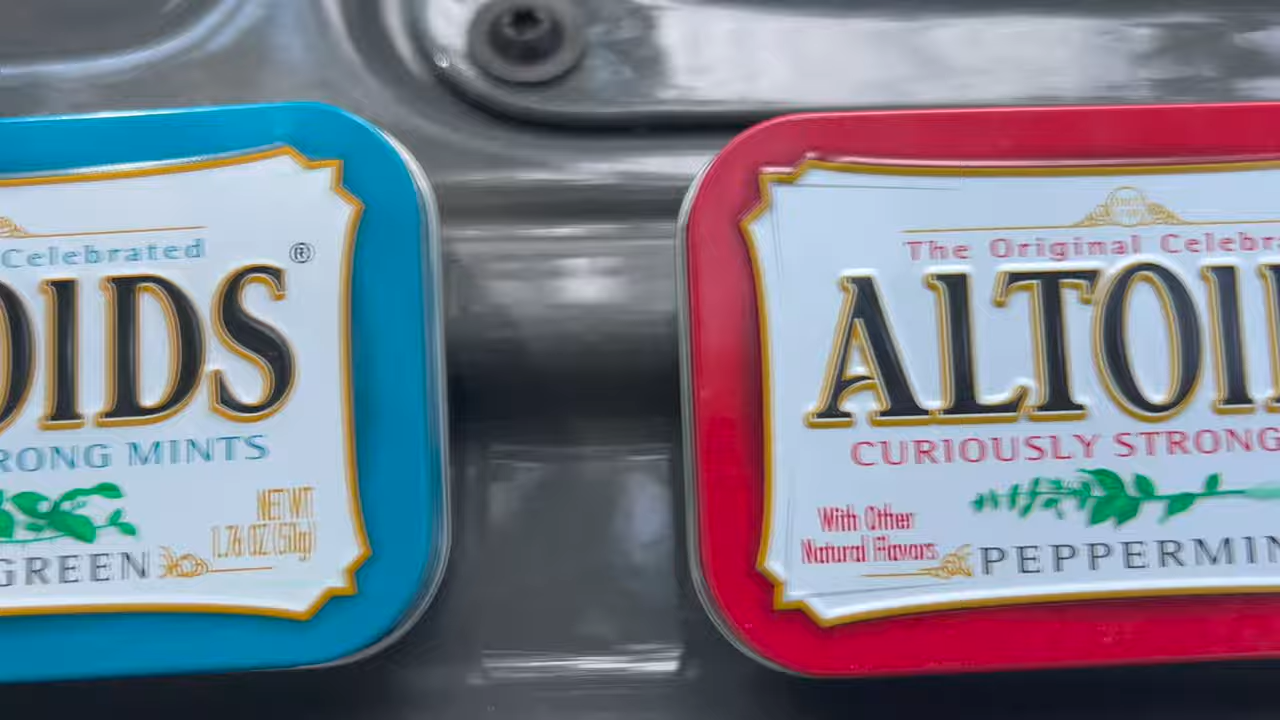 Celebrated
®
OIDS
RONG MINTS
NET WT
1.76 OZ (50g)
GREEN
The Original Celebra
ALTOI
CURIOUSLY STRONG
With Other
Natural Flavors
PEPPERMIN